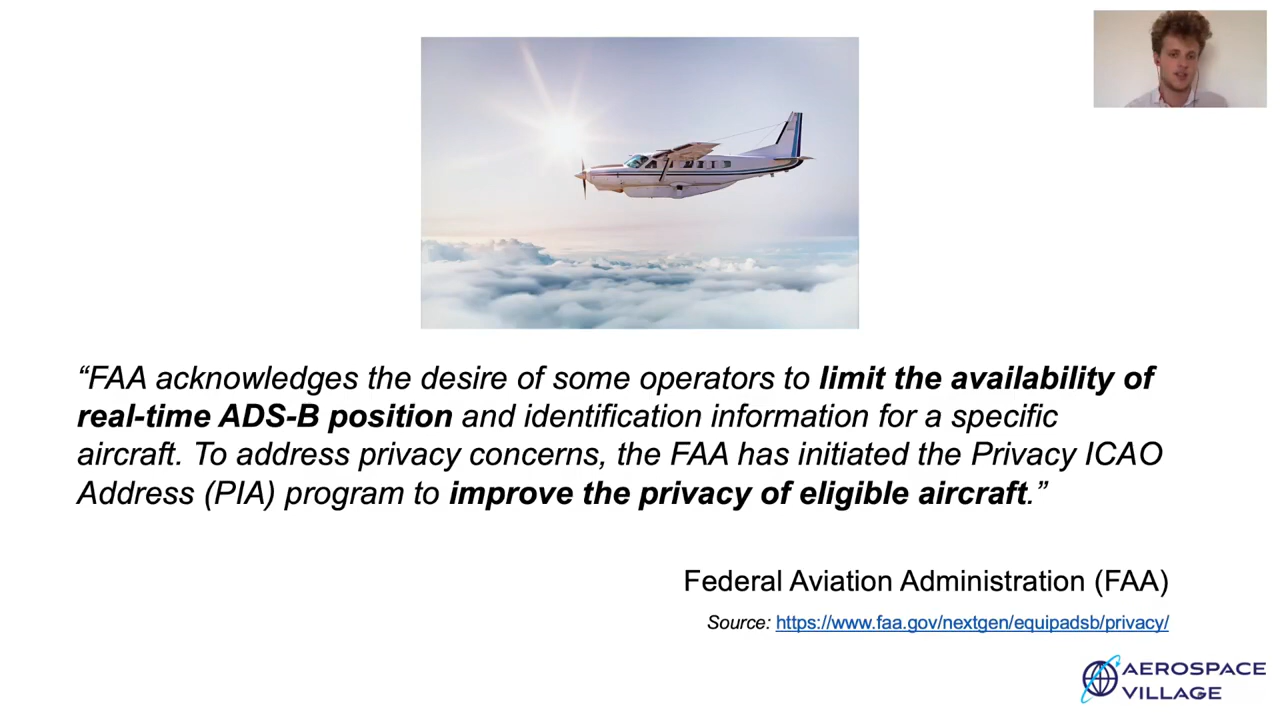 “FAA acknowledges the desire of some operators to limit the availability of
real-time ADS-B position and identification information for a specific
aircraft. To address privacy concerns, the FAA has initiated the Privacy ICAO
Address (PIA) program to improve the privacy of eligible aircraft.”
Federal Aviation Administration (FAA)
Source: https://www.faa.gov/nextgen/equipadsb/privacy/
AEROSPACE
VILLAGE